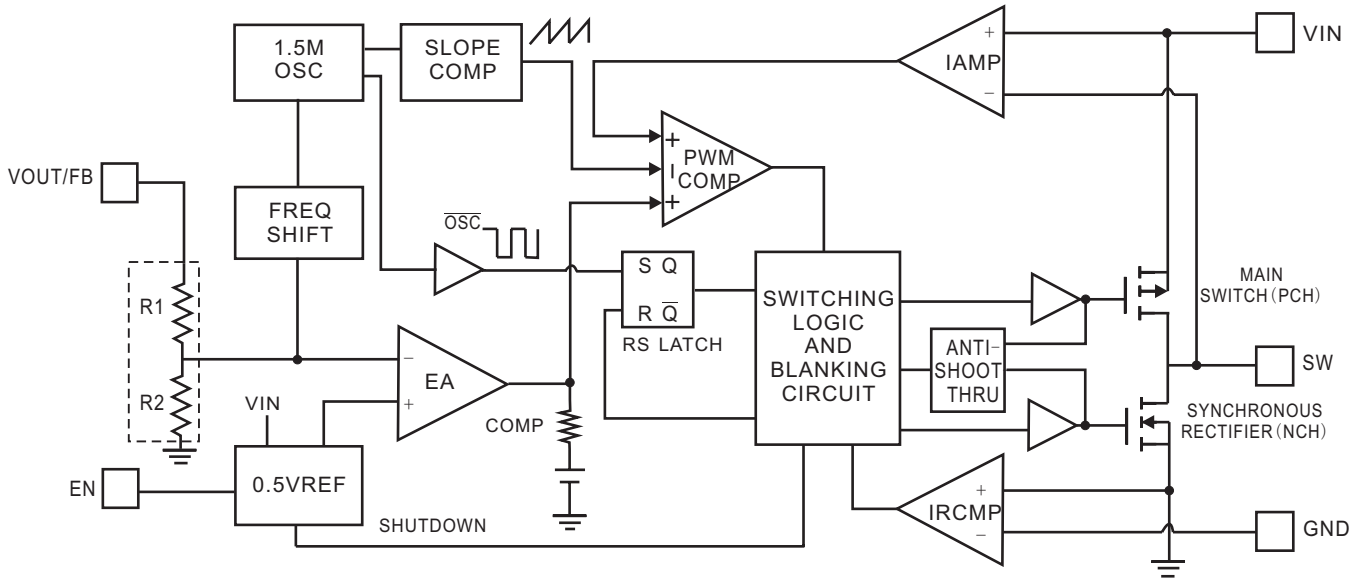 1.5M
OSC
SLOPE
COMP
+
IAMP
−
VIN
VOUT/FB
FREQ
SHIFT
+
PWM
I
COMP
+
OSC
S Q
R Q
RS LATCH
SWITCHING
LOGIC
AND
BLANKING
CIRCUIT
ANTI-
SHOOT
THRU
MAIN
SWITCH(PCH)
SW
SYNCHRONOUS
RECTIFIER(NCH)
R1
R2
−
EA
+
VIN
COMP
EN
0.5VREF
SHUTDOWN
+
IRCMP
−
GND